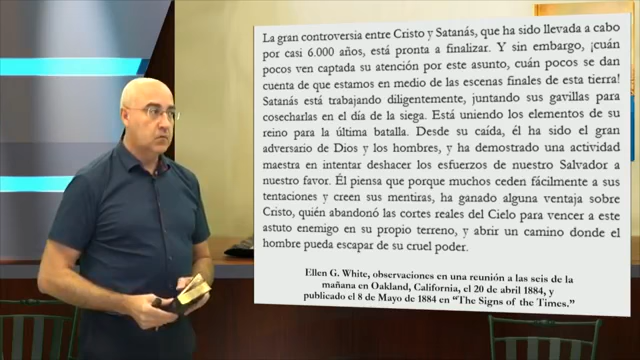 La gran controversia entre Cristo y Satanás, que ha sido llevada a cabo
por casi 6.000 años, está pronta a finalizar. Y sin embargo, ¡cuán
pocos ven captada su atención por este asunto, cuán pocos se dan
cuenta de que estamos en medio de las escenas finales de esta tierra!
Satanás está trabajando diligentemente, juntando sus gavillas para
cosecharlas en el día de la siega. Está uniendo los elementos de su
reino para la última batalla. Desde su caída, él ha sido el gran
adversario de Dios y los hombres, y ha demostrado una actividad
maestra en intentar deshacer los esfuerzos de nuestro Salvador a
nuestro favor. Él piensa que porque muchos ceden fácilmente a sus
tentaciones y creen sus mentiras, ha ganado alguna ventaja sobre
Cristo, quién abandonó las cortes reales del Cielo para vencer a este
astuto enemigo en su propio terreno, y abrir un camino donde el
hombre pueda escapar de su cruel poder.
Ellen G. White, observaciones en una reunión a las seis de la
mañana en Oakland, California, el 20 de abril 1884, y
publicado el 8 de Mayo de 1884 en “The Signs of the Times.”